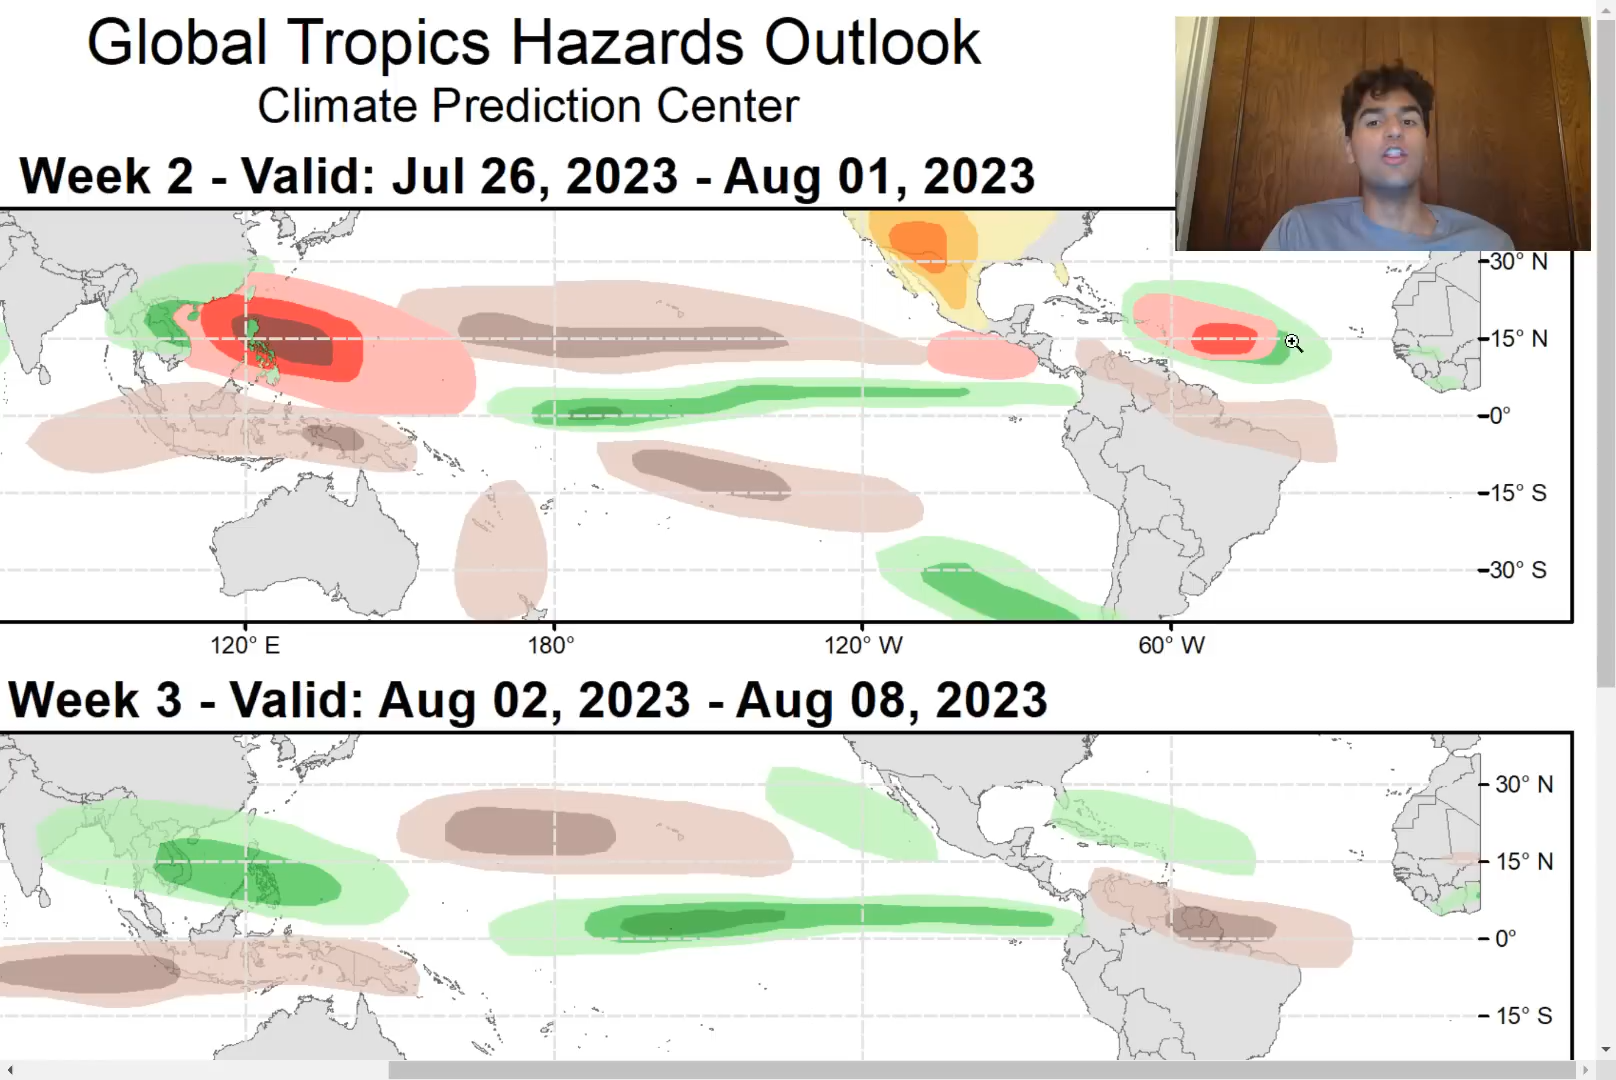 Global Tropics Hazards Outlook
Climate Prediction Center
Week 2 - Valid: Jul 26, 2023 - Aug 01, 2023
30° N
15° N
0°
15° S
30° S
120° E
180°
120° W
60° W
Week 3 - Valid: Aug 02, 2023 - Aug 08, 2023
30° N
15° N
0°
15° S